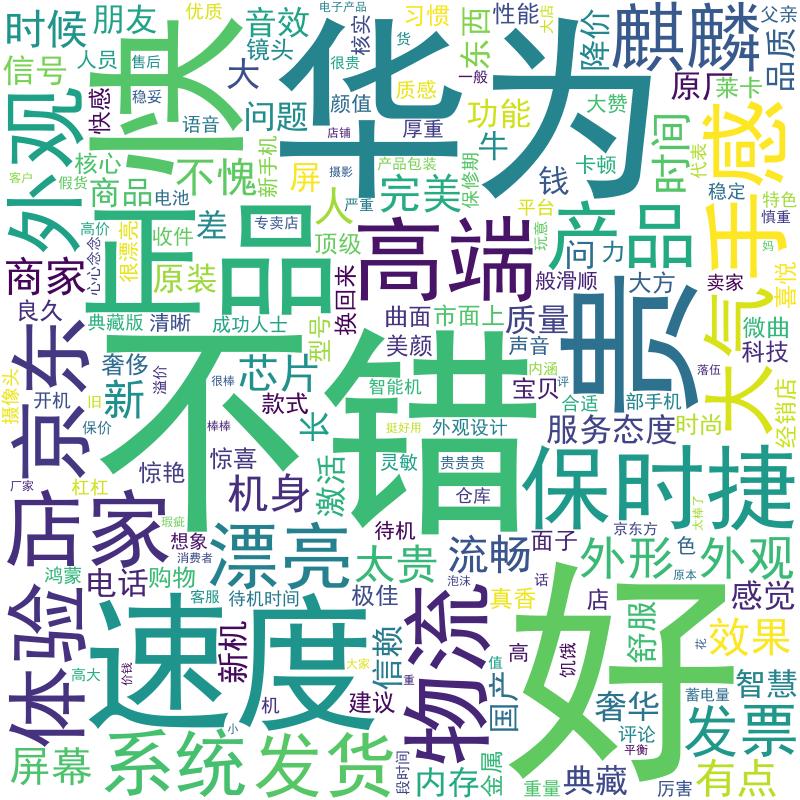 时候
朋友
优质
音效
电子产品
习惯
性能
大店
父亲
麒麟
降价
东西
品质
信号
人员
售后
镜头
核实
很贵
货
一般
快
华为
原厂
莱卡
快感
稳妥
大
质感
外观
语音
问题
颜值
店铺
厚重
功能
牛
大赞
手感
时间
代表
核心
不愧
新手机
屏
摄影
产品包装
保修期
卡顿
客户
假货
商品
电池
严重
完美
钱
稳定
特色
人
平台
慎重
高价
很漂亮
收件
差
专卖店
顶级
高端
玩意
产品
妈
心心念念
正品
问
力
喜悦
商家
原装
换回来
般滑顺
大方
卖家
贵
大气
良久
典藏版
清晰
成功人士
型号
曲面
市面上
质量
微曲
京东
美颜
声音
科技
奢侈
芯片
内涵
落伍
摄像头
开机
新
溢价
很棒
不错
智能机
宝贝
评
合适
部手机
经销店
旧
款式
保价
棒棒
长
挺好用
外观设计
服务态度
时尚
惊艳
惊喜
激活
灵敏
贵贵贵
保时捷
厂家
杠杠
机身
仓库
太棒了
店家
瑕疵
漂亮
待机
面子
京东方
想象
流畅
外形
色
外观
鸿蒙
电话
购物
消费者
太贵
泡沫
话
原本
体验
客服
待机时间
极佳
物流
真香
好
店
感觉
速度
新机
信赖
高
饥饿
舒服
花
效果
高大
价钱
大家
重
值
智慧
机
建议
国产
奢华
蓄电量
小
评论
发票
平衡
屏幕
系统
发货
段时间
内存
金属
重量
典藏
厉害
有点